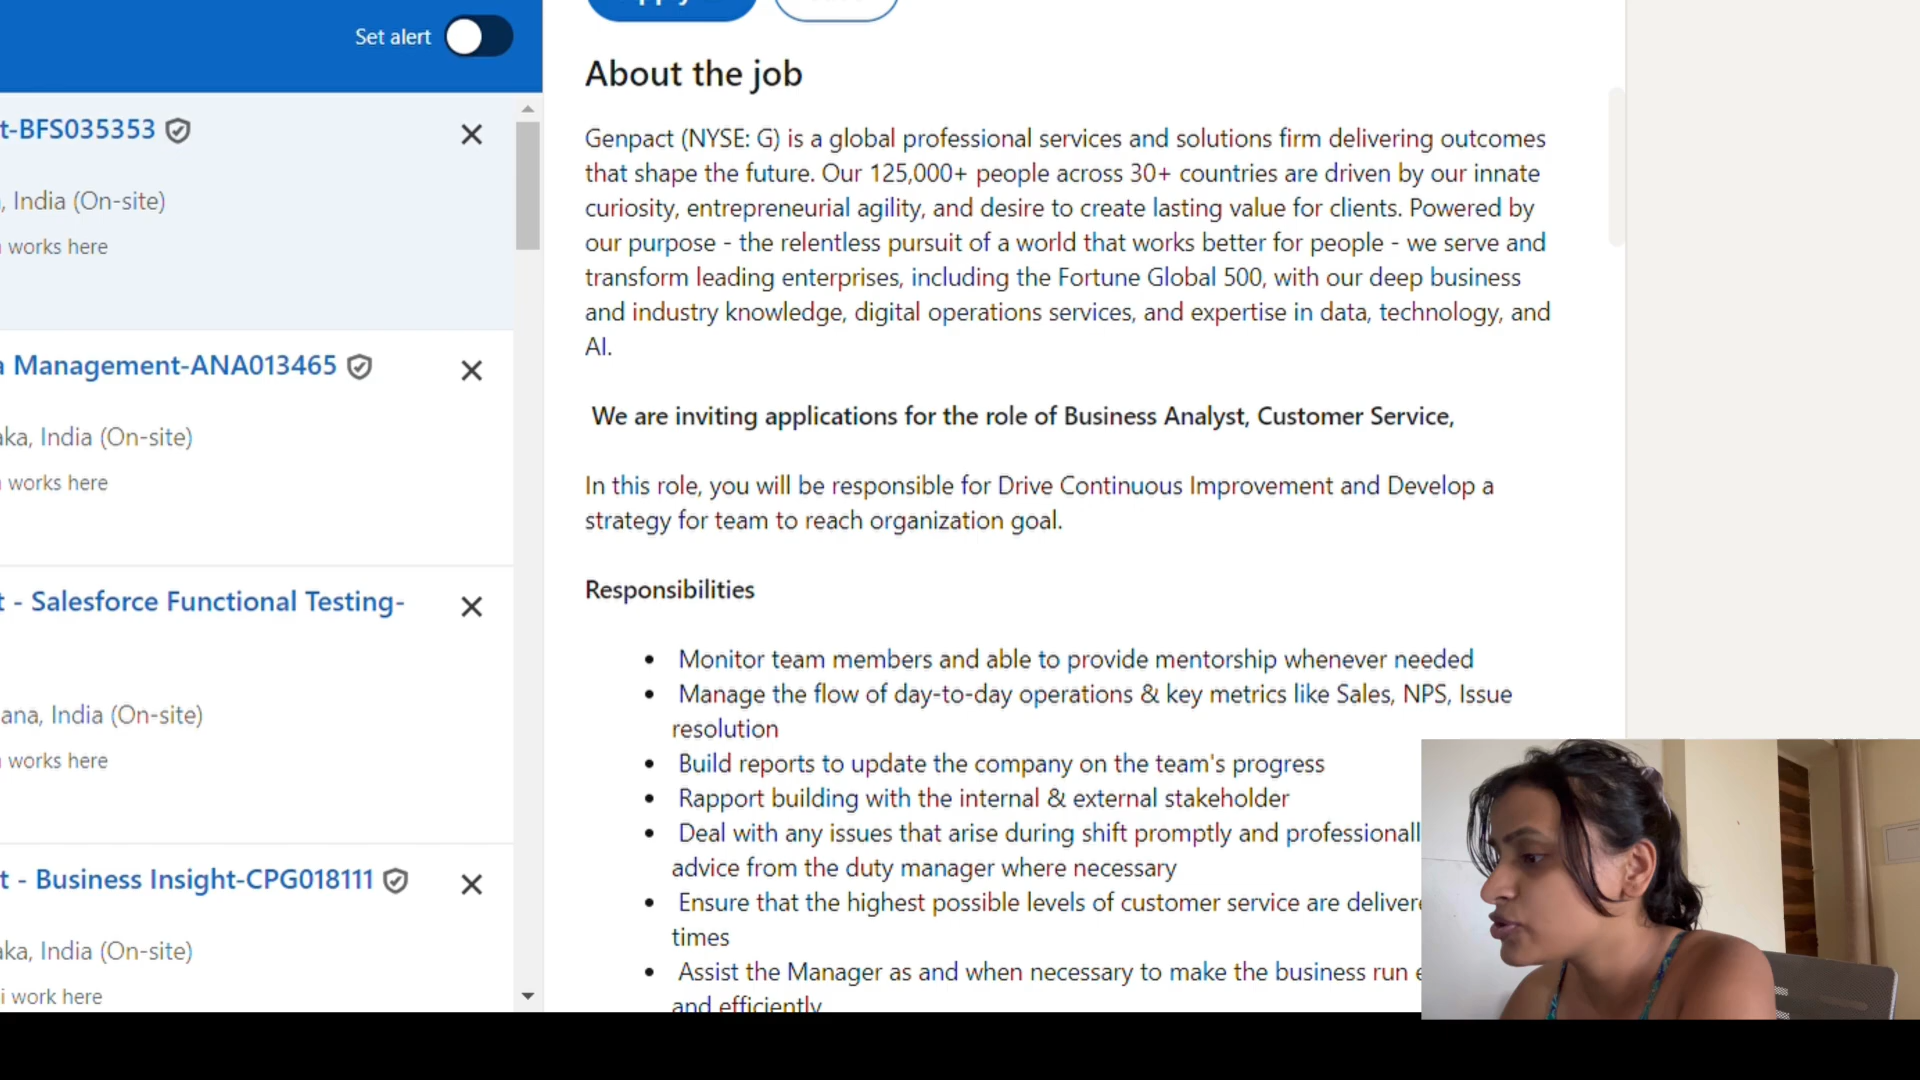 Set alert
t-BFS035353
, India (On-site)
works here
Management-ANA013465
aka, India (On-site)
works here
t - Salesforce Functional Testing-
ana, India (On-site)
works here
t - Business Insight-CPG018111
aka, India (On-site)
i work here
About the job
Genpact (NYSE: G) is a global professional services and solutions firm delivering outcomes
that shape the future. Our 125,000+ people across 30+ countries are driven by our innate
curiosity, entrepreneurial agility, and desire to create lasting value for clients. Powered by
our purpose - the relentless pursuit of a world that works better for people - we serve and
transform leading enterprises, including the Fortune Global 500, with our deep business
and industry knowledge, digital operations services, and expertise in data, technology, and
AI.
We are inviting applications for the role of Business Analyst, Customer Service,
In this role, you will be responsible for Drive Continuous Improvement and Develop a
strategy for team to reach organization goal.
Responsibilities
• Monitor team members and able to provide mentorship whenever needed
• Manage the flow of day-to-day operations & key metrics like Sales, NPS, Issue
resolution
• Build reports to update the company on the team's progress
• Rapport building with the internal & external stakeholder
• Deal with any issues that arise during shift promptly and professionall
advice from the duty manager where necessary
• Ensure that the highest possible levels of customer service are deliver
times
• Assist the Manager as and when necessary to make the business run
and efficiently